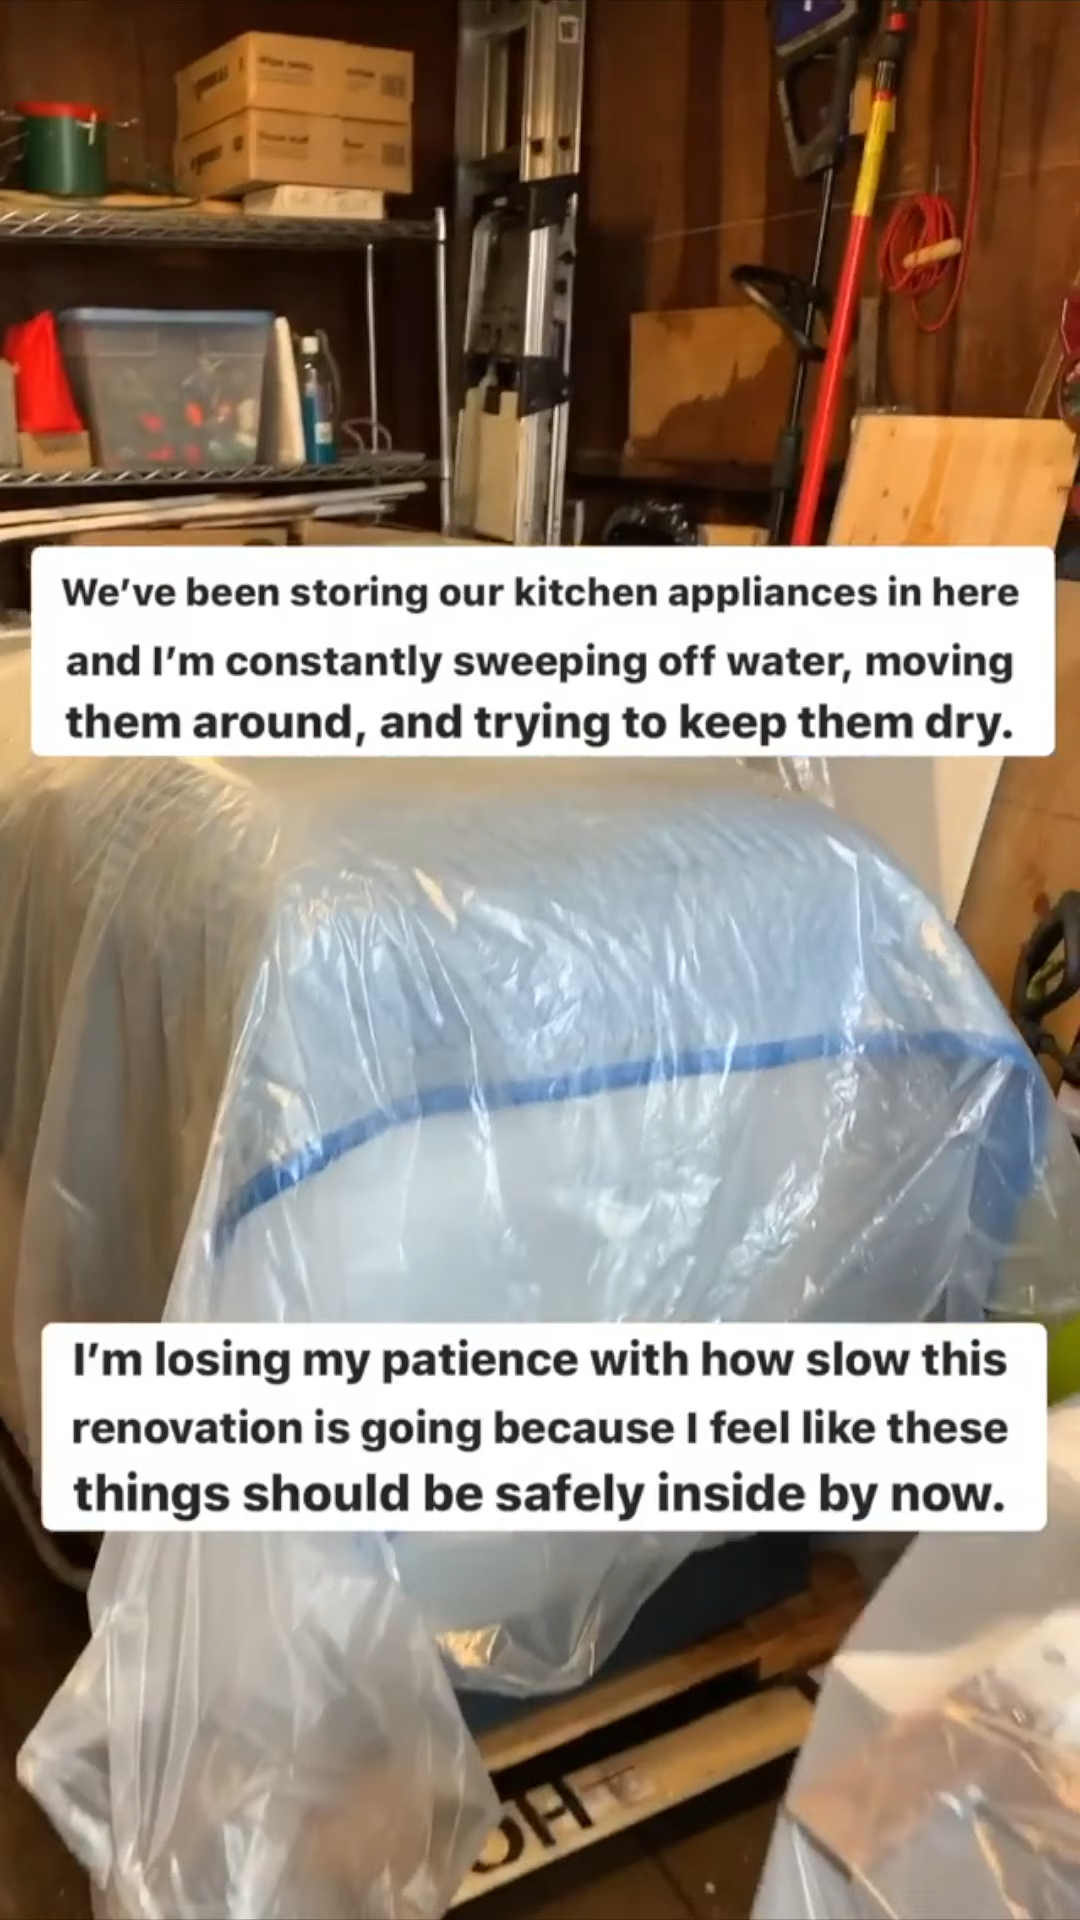 We’ve been storing our kitchen appliances in here
and I’m constantly sweeping off water, moving
them around, and trying to keep them dry.
I’m losing my patience with how slow this
renovation is going because I feel like these
things should be safely inside by now.